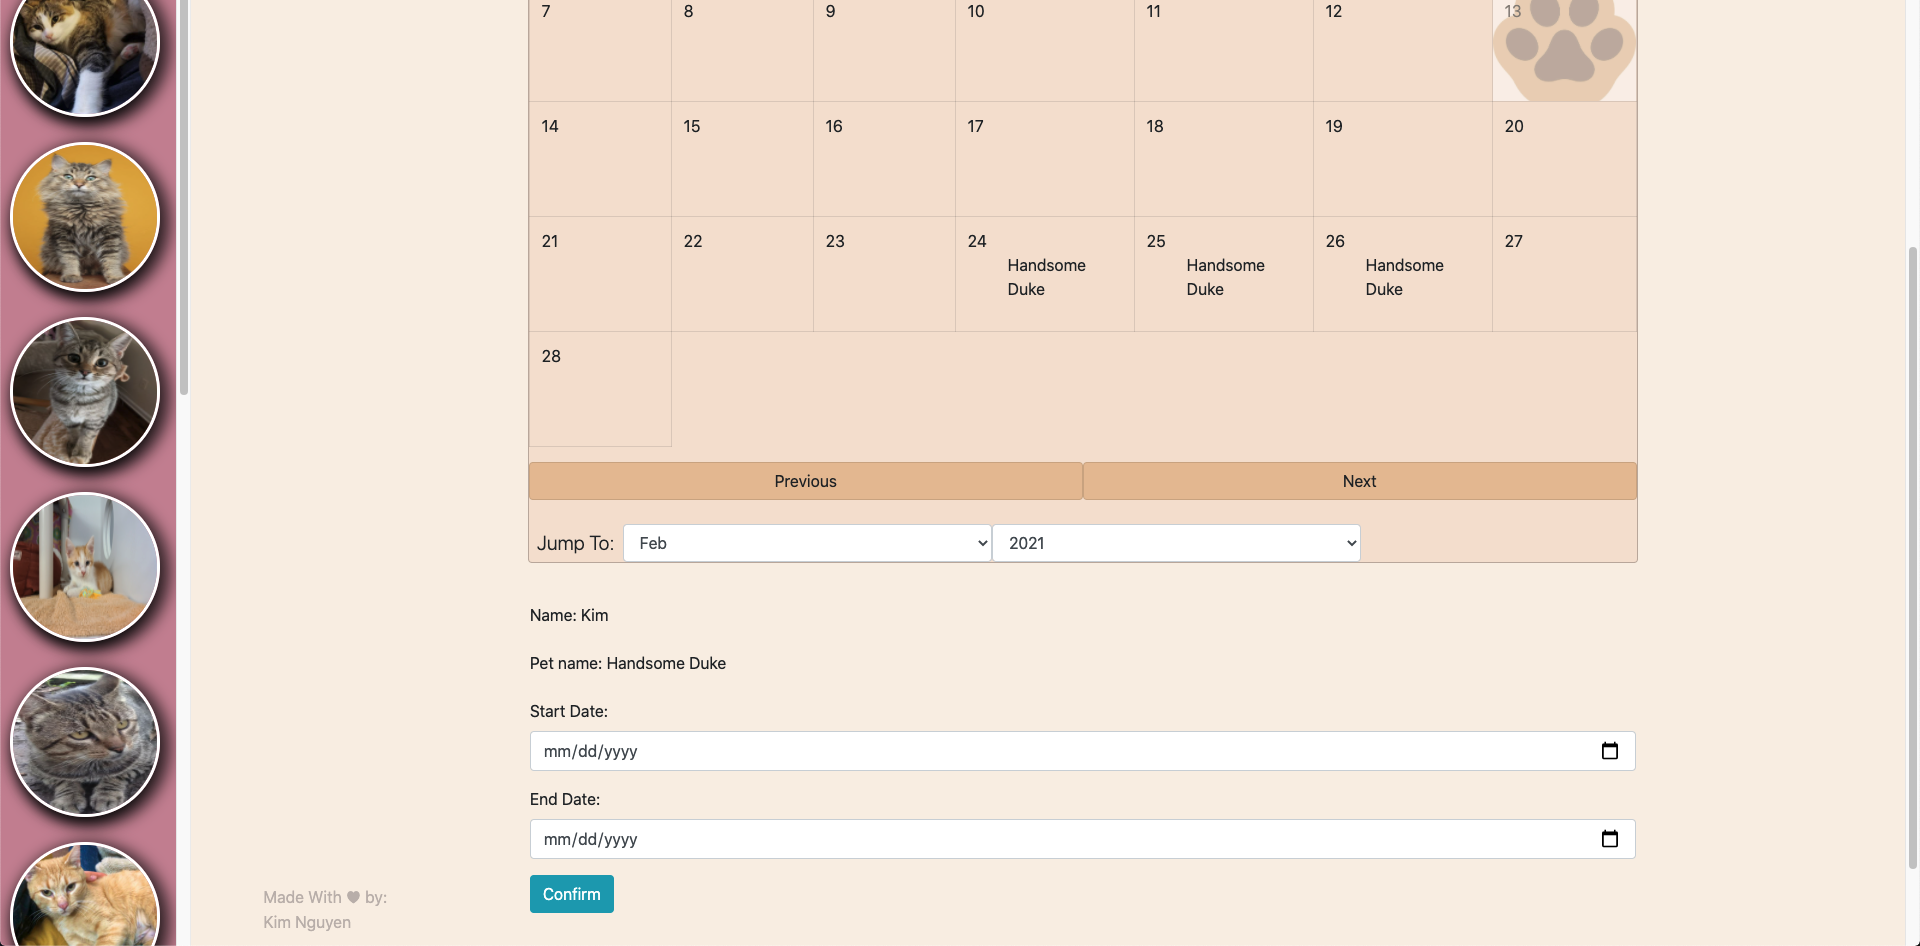 7 8 9 10 11 12 13
14 15 16 17 18 19 20
21 22 23 24 25 26 27
Handsome Handsome Handsome
Duke Duke Duke
28
Previous Next
Jump To: Feb 2021
Name: Kim
Pet name: Handsome Duke
Start Date:
mm/dd/yyyy
End Date:
mm/dd/yyyy
Confirm
Made With ♥ by:
Kim Nguyen